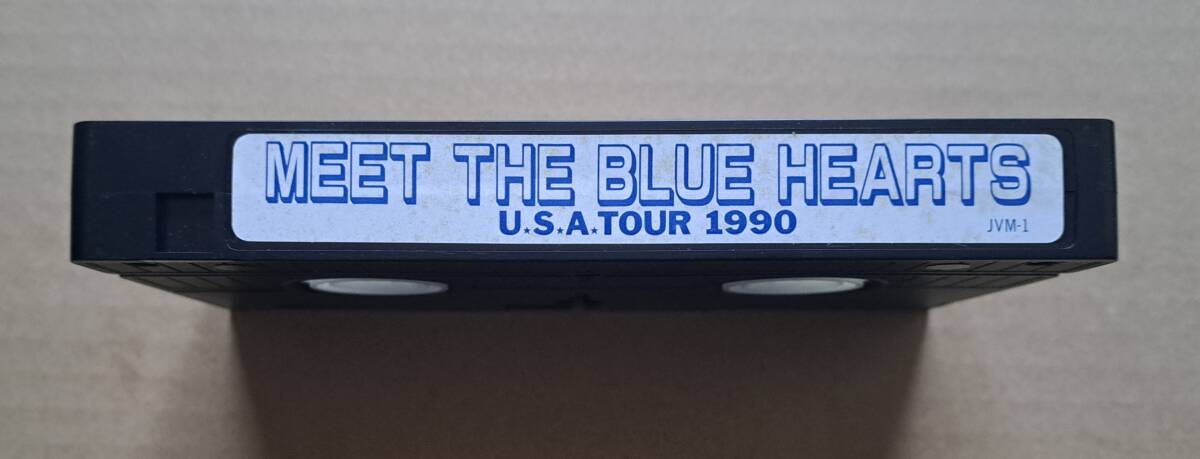 MEET THE BLUE HEARTS
U★S★A★TOUR 1990
JVM-1